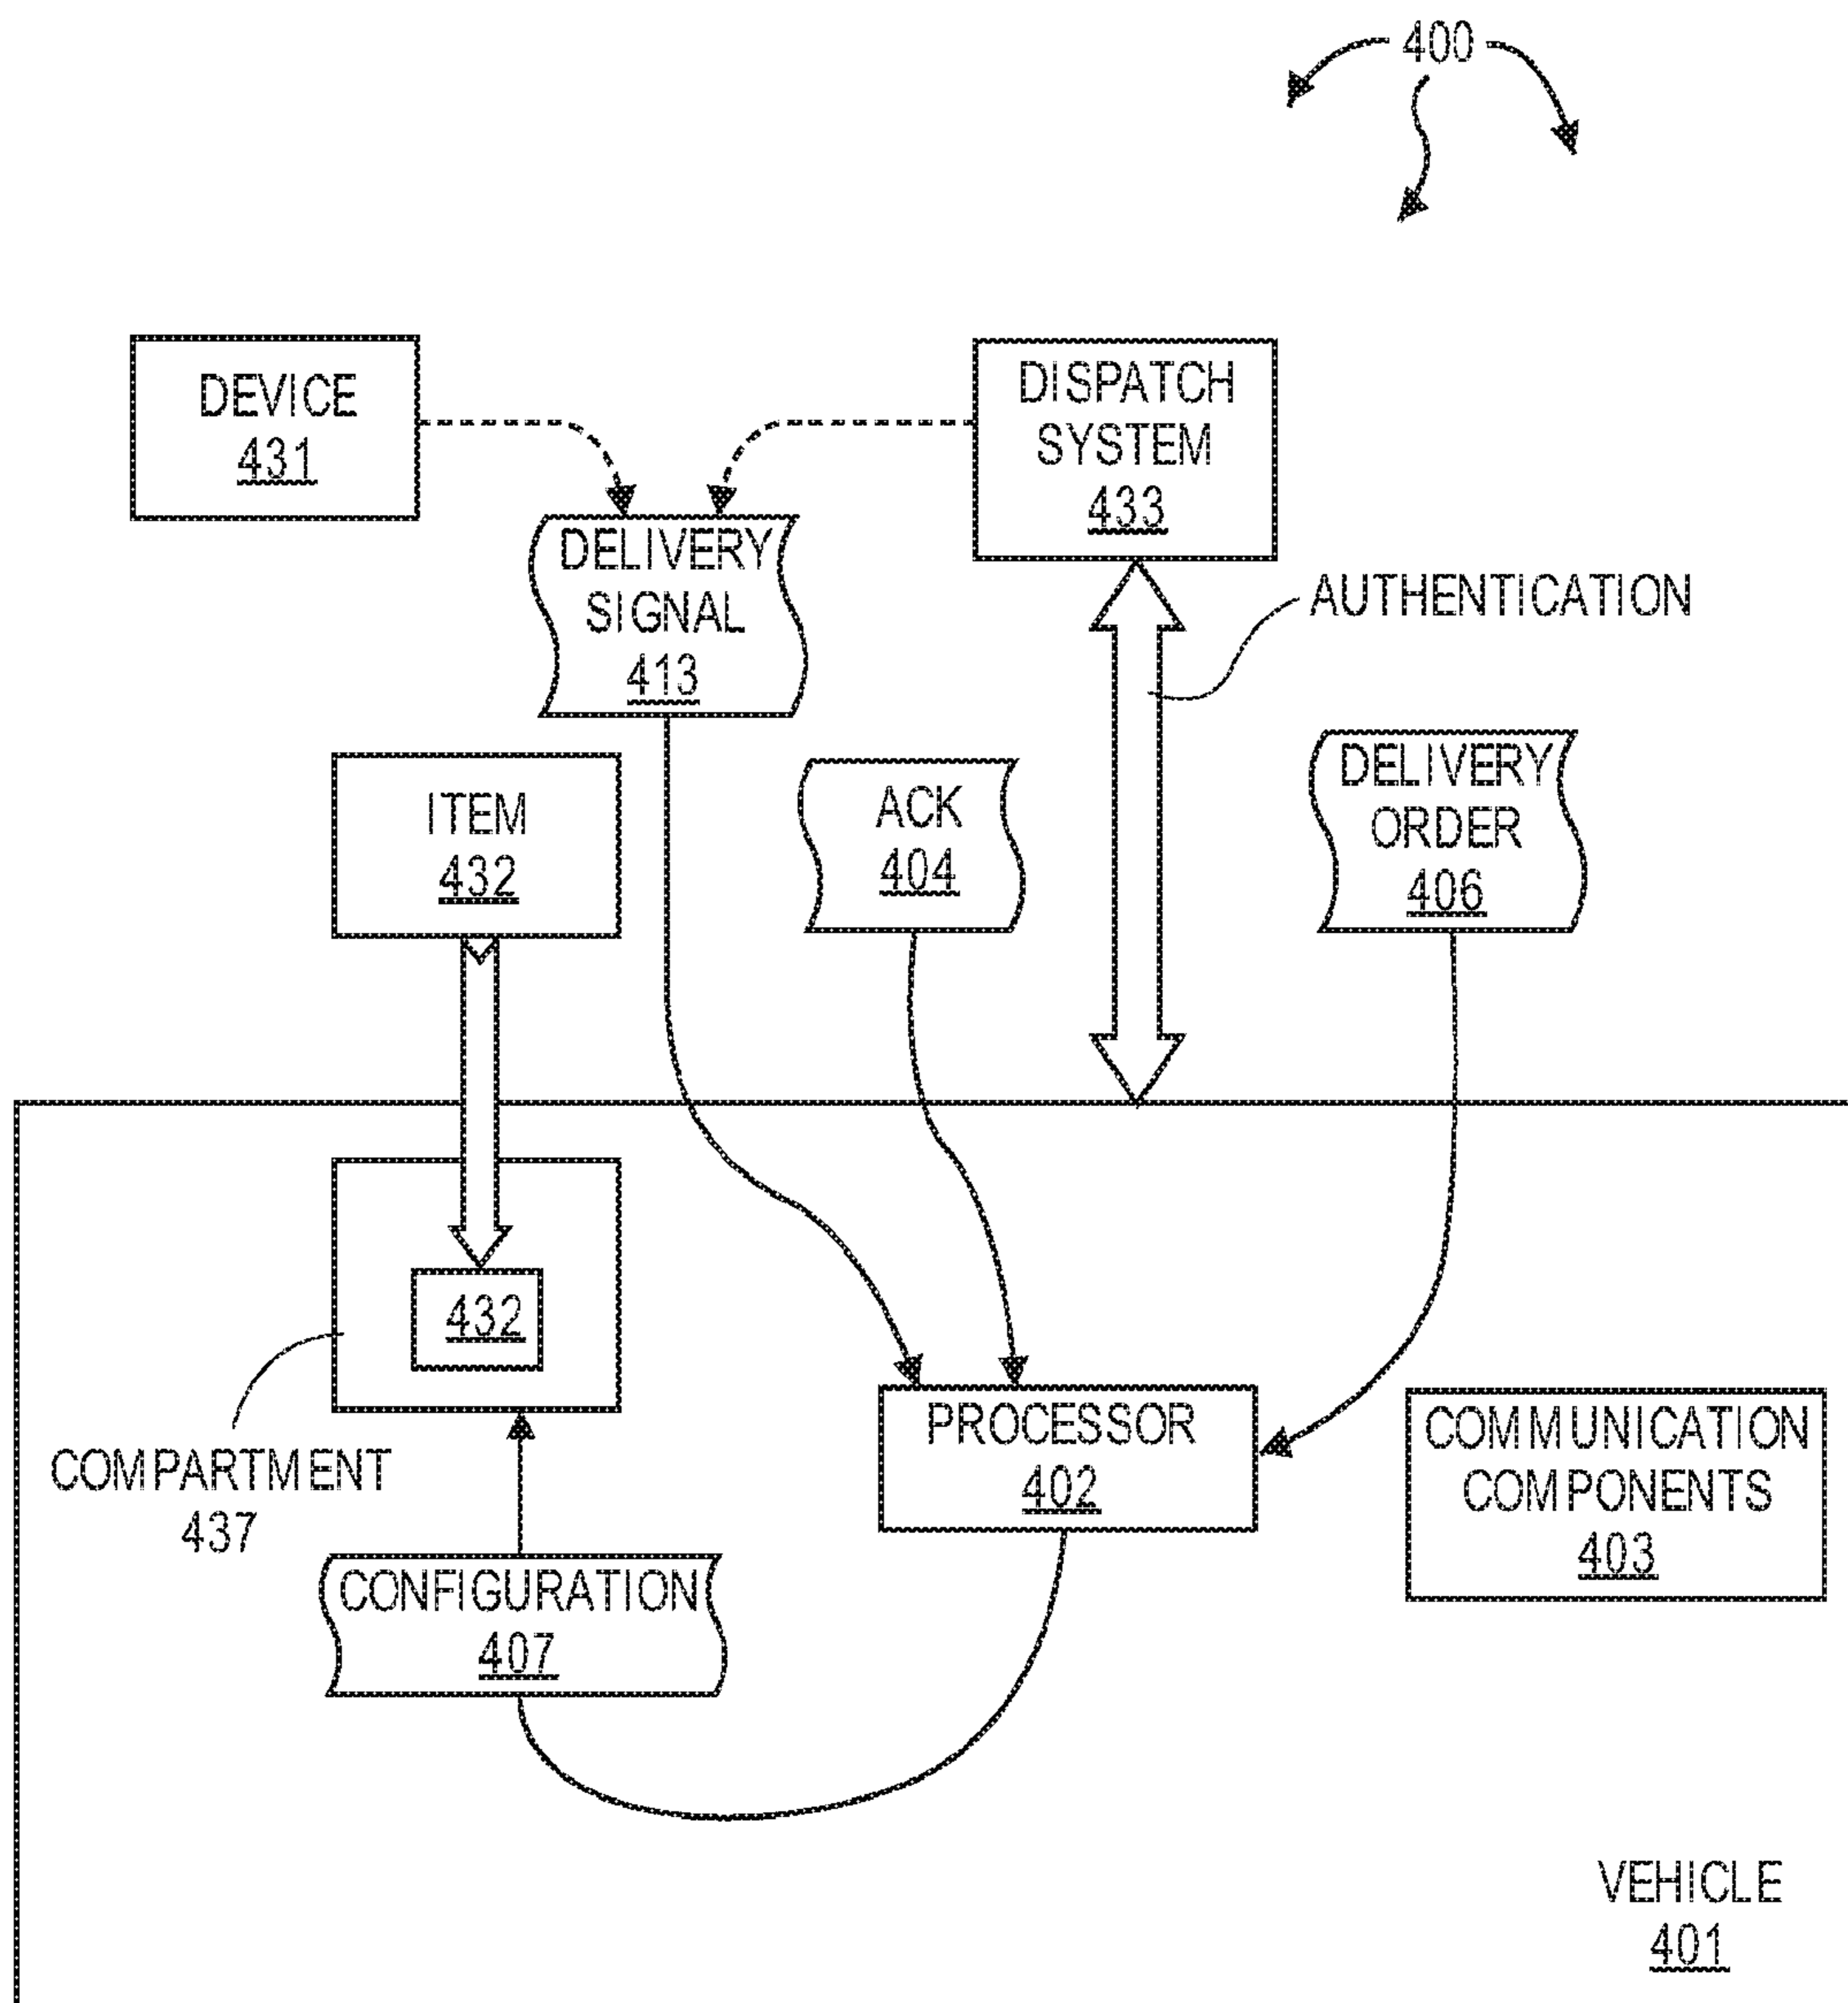 400
DEVICE
431
DISPATCH
SYSTEM
433
DELIVERY
SIGNAL
413
AUTHENTICATION
ITEM
432
ACK
404
DELIVERY
ORDER
406
432
COMPARTMENT
437
PROCESSOR
402
COMMUNICATION
COMPONENTS
403
CONFIGURATION
407
VEHICLE
401